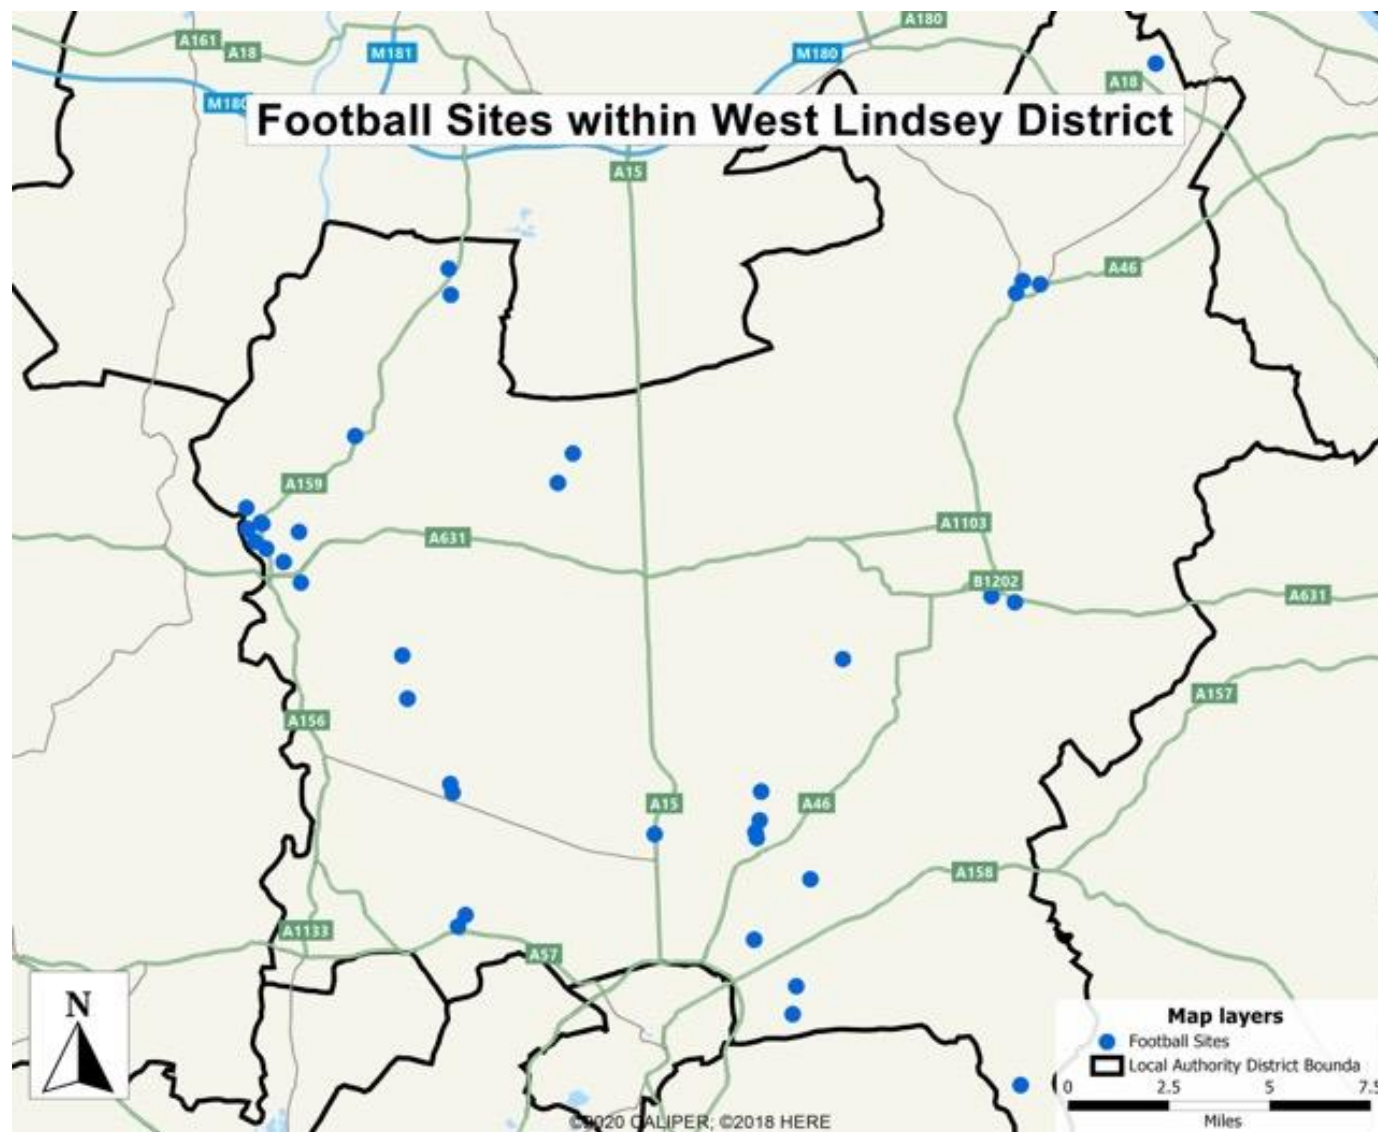 A180
A161
A18
M181
M180
A18
M180
Football Sites within West Lindsey District
A15
A46
A159
A1103
A631
B1202
A631
A157
A156
A15
A46
A158
A1133
A57
N
Map layers
Football Sites
Local Authority District Bounda
0 2.5 5 7.5
Miles
©2020 CALIPER; ©2018 HERE